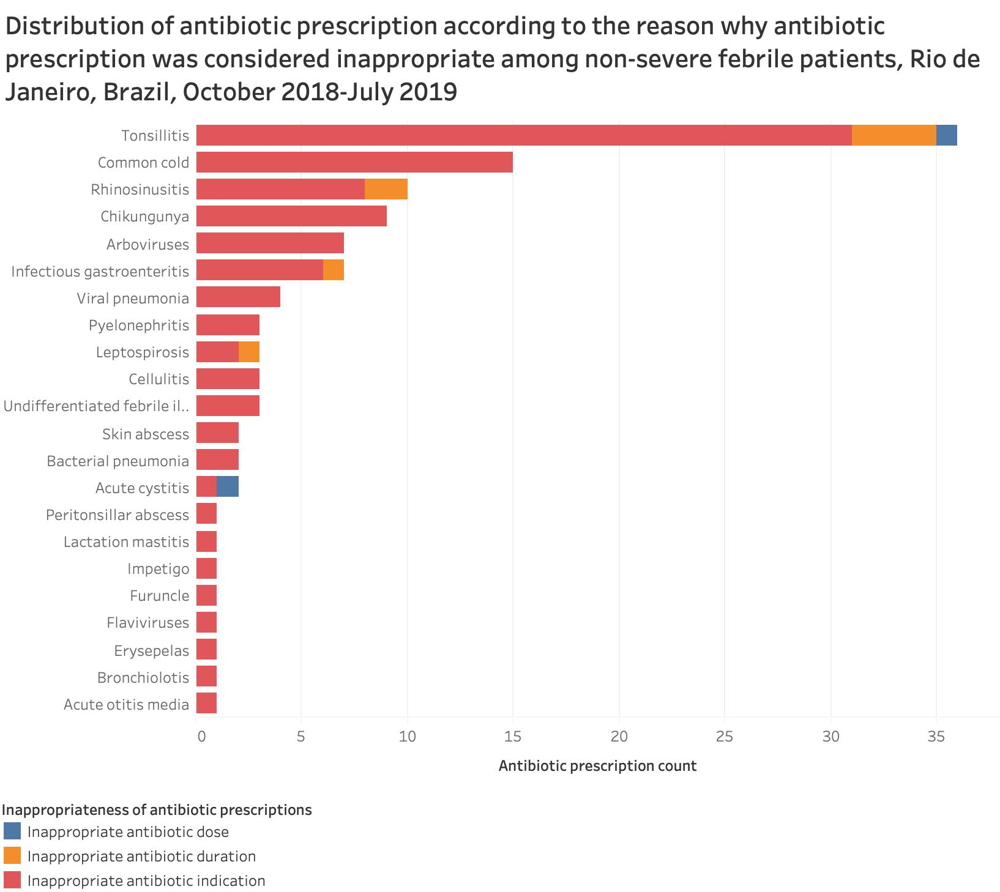 Distribution of antibiotic prescription according to the reason why antibiotic
prescription was considered inappropriate among non-severe febrile patients, Rio de
Janeiro, Brazil, October 2018-July 2019
Tonsillitis
Common cold
Rhinosinusitis
Chikungunya
Arboviruses
Infectious gastroenteritis
Viral pneumonia
Pyelonephritis
Leptospirosis
Cellulitis
Undifferentiated febrile il..
Skin abscess
Bacterial pneumonia
Acute cystitis
Peritonsillar abscess
Lactation mastitis
Impetigo
Furuncle
Flaviviruses
Erysepelas
Bronchiolotis
Acute otitis media
0 5 10 15 20 25 30 35
Antibiotic prescription count
Inappropriateness of antibiotic prescriptions
Inappropriate antibiotic dose
Inappropriate antibiotic duration
Inappropriate antibiotic indication